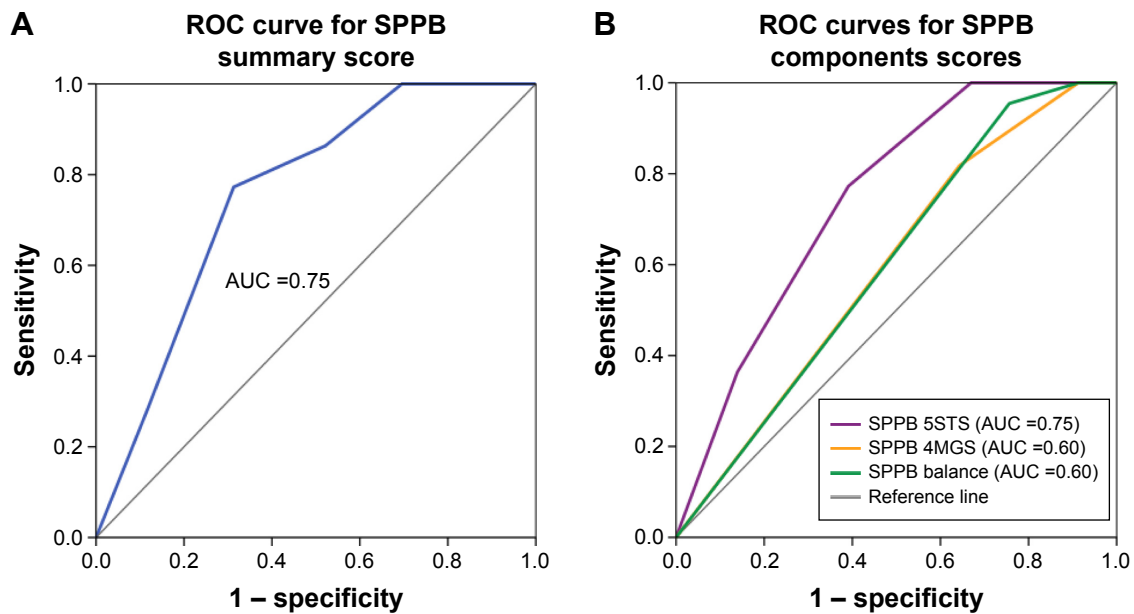 A
ROC curve for SPPB
summary score
1.0
0.8
0.6
0.4
0.2
0.0
Sensitivity
AUC =0.75
0.0 0.2 0.4 0.6 0.8 1.0
1 – specificity
B
ROC curves for SPPB
components scores
1.0
0.8
0.6
0.4
0.2
0.0
Sensitivity
SPPB 5STS (AUC =0.75)
SPPB 4MGS (AUC =0.60)
SPPB balance (AUC =0.60)
Reference line
0.0 0.2 0.4 0.6 0.8 1.0
1 – specificity